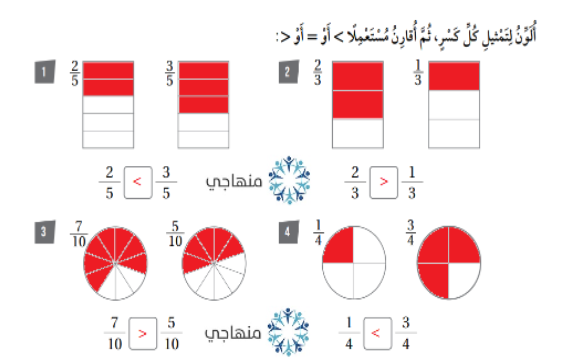 أُلَوِّنُ لِتَمْثيلِ كُلِّ كَسْرٍ، ثُمَّ أُقارِنُ مُسْتَعْمِلًا > أَوْ = أَوْ <:
1 2/5 3/5
2 2/3 1/3
2/5 < 3/5
منهاجي
2/3 > 1/3
3 7/10 5/10
4 1/4 3/4
7/10 > 5/10
منهاجي
1/4 < 3/4